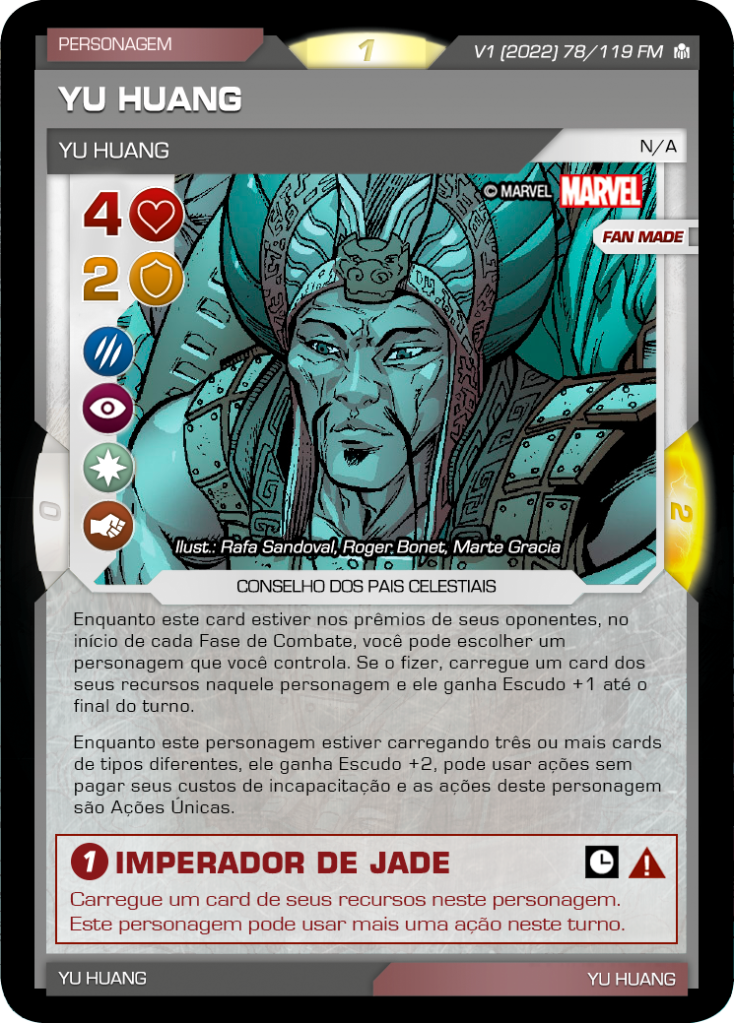 PERSONAGEM
1
V1 (2022) 78/119 FM
YU HUANG
YU HUANG
N/A
4
© MARVEL MARVEL
FAN MADE
2
0
2
Ilust.: Rafa Sandoval, Roger Bonet, Marte Gracia
CONSELHO DOS PAIS CELESTIAIS
Enquanto este card estiver nos prêmios de seus oponentes, no
início de cada Fase de Combate, você pode escolher um
personagem que você controla. Se o fizer, carregue um card dos
seus recursos naquele personagem e ele ganha Escudo +1 até o
final do turno.
Enquanto este personagem estiver carregando três ou mais cards
de tipos diferentes, ele ganha Escudo +2, pode usar ações sem
pagar seus custos de incapacitação e as ações deste personagem
são Ações Únicas.
1 IMPERADOR DE JADE
Carregue um card de seus recursos neste personagem.
Este personagem pode usar mais uma ação neste turno.
YU HUANG
YU HUANG